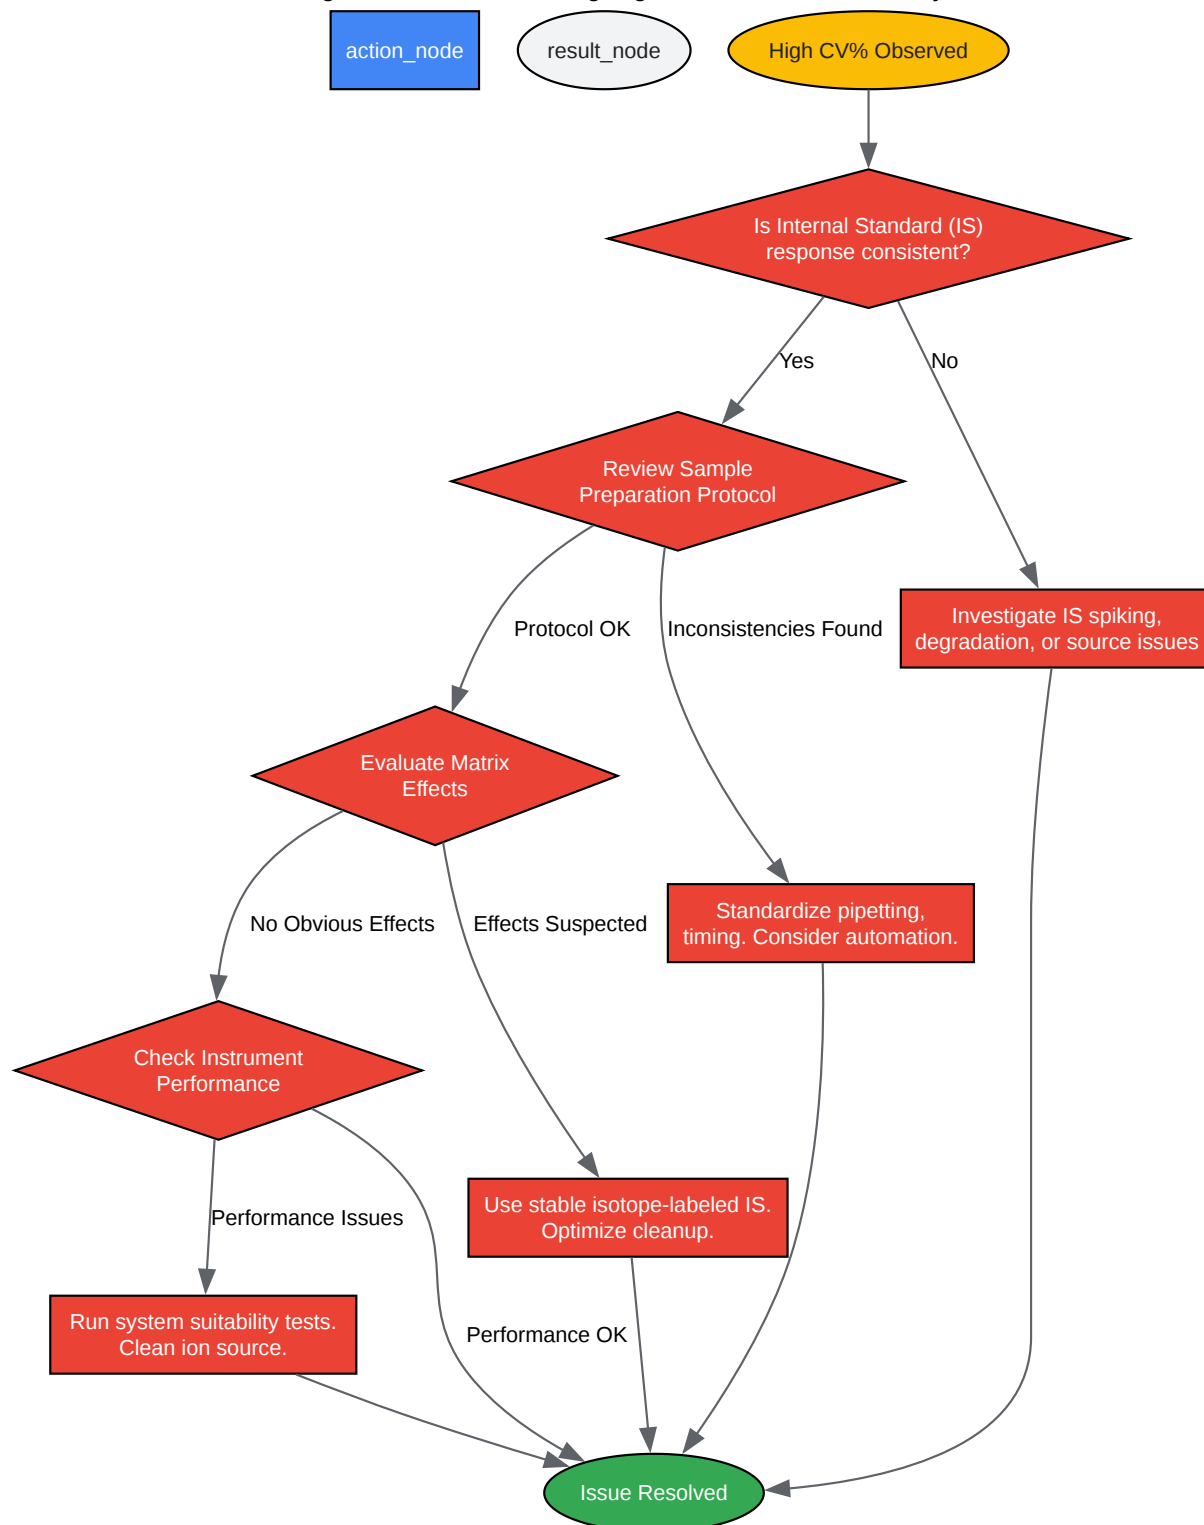 action_node
result_node
High CV% Observed
Is Internal Standard (IS)
response consistent?
Yes
No
Review Sample
Preparation Protocol
Investigate IS spiking,
degradation, or source issues
Protocol OK
Inconsistencies Found
Evaluate Matrix
Effects
No Obvious Effects
Effects Suspected
Standardize pipetting,
timing. Consider automation.
Check Instrument
Performance
Performance Issues
Use stable isotope-labeled IS.
Optimize cleanup.
Run system suitability tests.
Clean ion source.
Performance OK
Issue Resolved